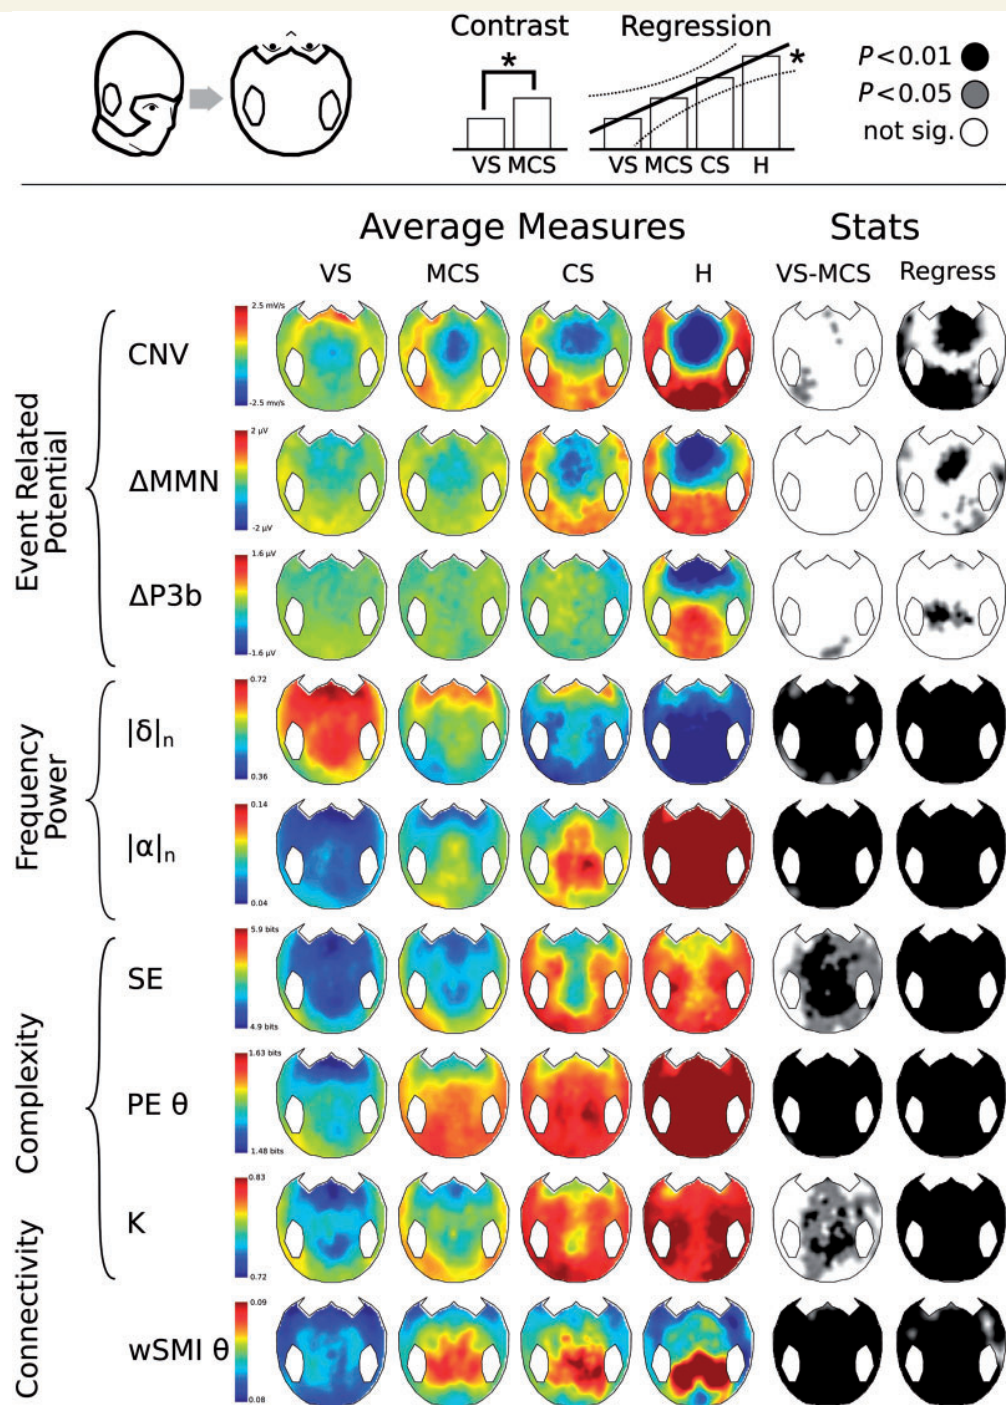 Contrast Regression
*
*
P<0.01
P<0.05
not sig.
VS MCS VS MCS CS H
Average Measures Stats
VS MCS CS H VS-MCS Regress
Event Related Potential
CNV
2.5 mV/s
-2.5 mv/s
ΔMMN
2 µV
-2 µV
ΔP3b
1.6 µV
-1.6 µV
Frequency Power
|δ|n
0.72
0.36
|α|n
0.14
0.04
Complexity
SE
5.9 bits
4.9 bits
PE θ
1.63 bits
1.48 bits
K
0.83
0.72
Connectivity
wSMI θ
0.09
0.08